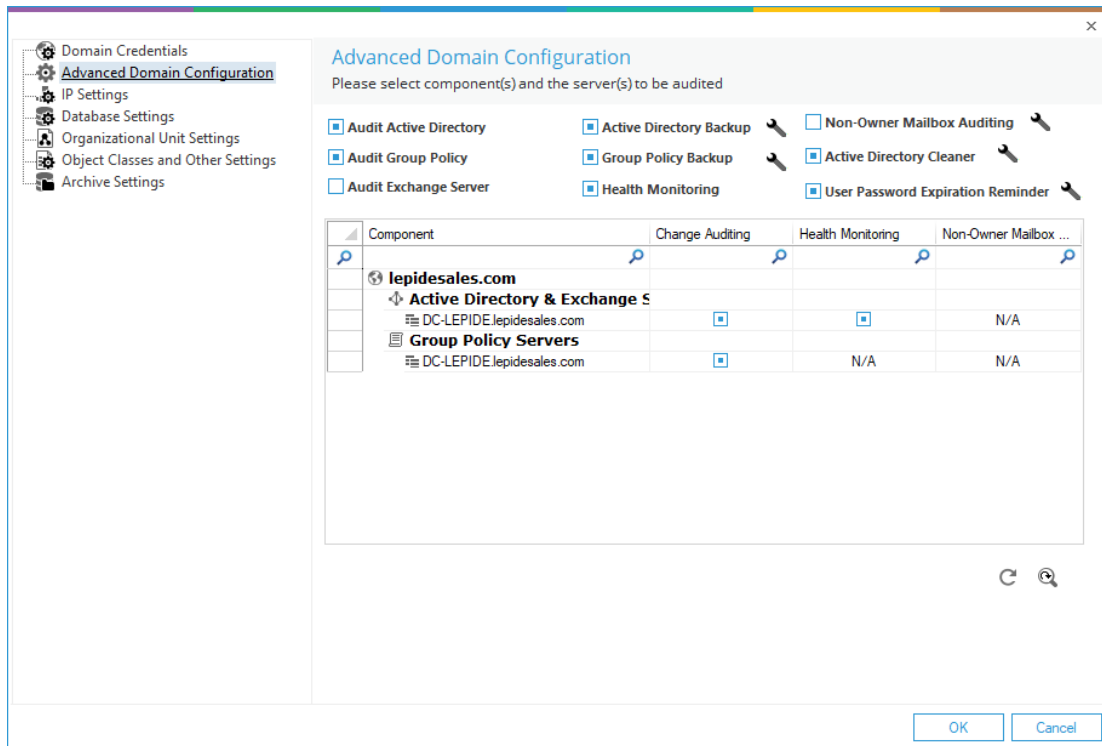 Domain Credentials
Advanced Domain Configuration
IP Settings
Database Settings
Organizational Unit Settings
Object Classes and Other Settings
Archive Settings
Advanced Domain Configuration
Please select component(s) and the server(s) to be audited
Audit Active Directory
Active Directory Backup
Non-Owner Mailbox Auditing
Audit Group Policy
Group Policy Backup
Active Directory Cleaner
Audit Exchange Server
Health Monitoring
User Password Expiration Reminder
Component Change Auditing Health Monitoring Non-Owner Mailbox ...
lepidesales.com
Active Directory & Exchange S
DC-LEPIDE.lepidesales.com N/A
Group Policy Servers
DC-LEPIDE.lepidesales.com N/A N/A
OK Cancel